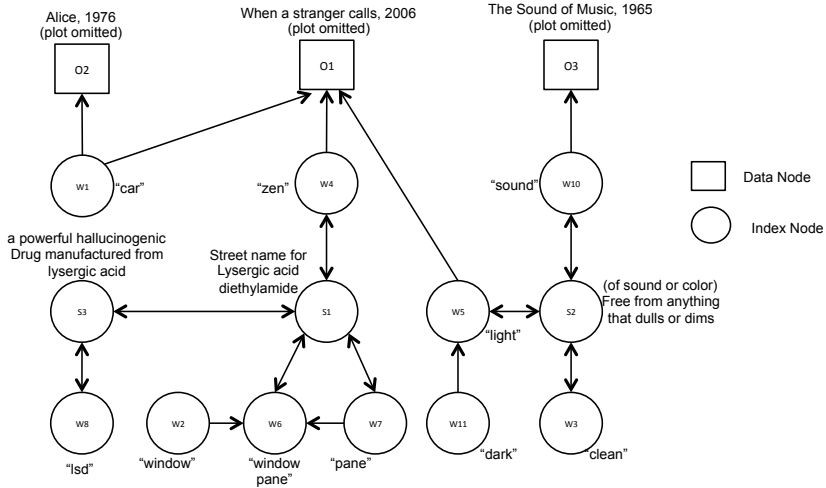 Alice, 1976
(plot omitted)
When a stranger calls, 2006
(plot omitted)
The Sound of Music, 1965
(plot omitted)
O2
O1
O3
W1
“car”
“zen”
W4
“sound”
W10
Data Node
Index Node
a powerful hallucinogenic
Drug manufactured from
lysergic acid
Street name for
Lysergic acid
diethylamide
(of sound or color)
Free from anything
that dulls or dims
S3
S1
W5
“light”
S2
W8
“lsd”
W2
“window”
W6
“window
pane”
W7
“pane”
W11
“dark”
W3
“clean”